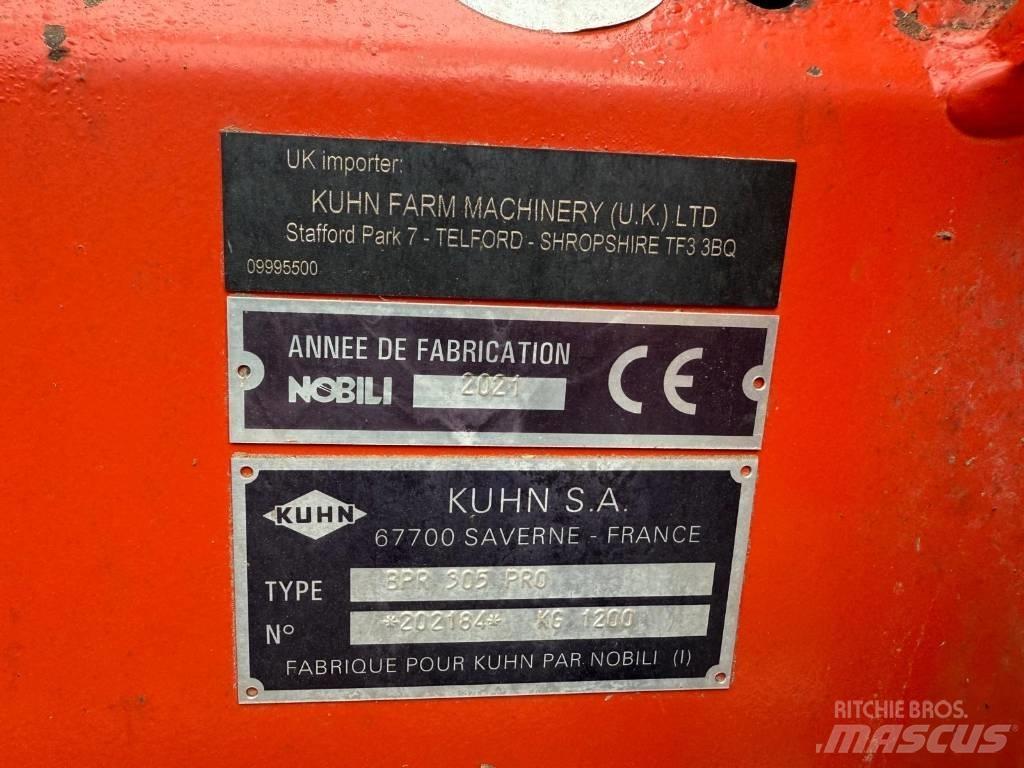 UK importer:
KUHN FARM MACHINERY (U.K.) LTD
Stafford Park 7 - TELFORD - SHROPSHIRE TF3 3BQ
09995500
ANNEE DE FABRICATION
NOBILI 2021 CE
KUHN
KUHN S.A.
67700 SAVERNE - FRANCE
TYPE BPR 305 PRO
N° *202184* KG 1200
FABRIQUE POUR KUHN PAR NOBILI (I)
RITCHIE BROS.
MASCUS